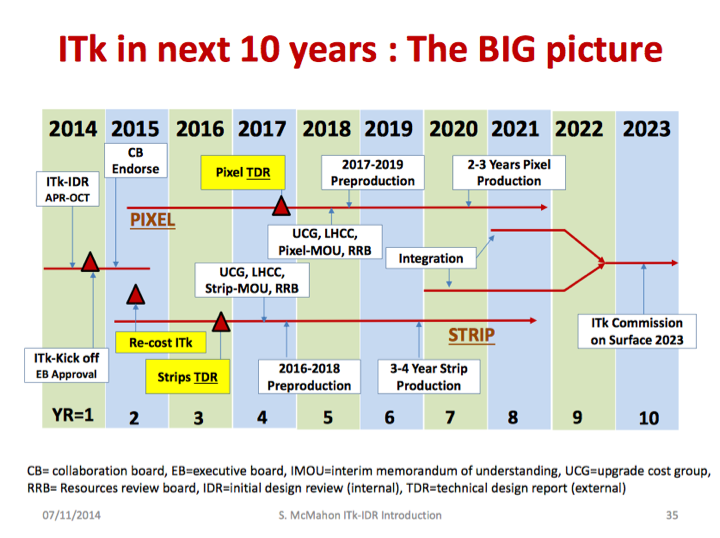 ITk in next 10 years : The BIG picture
2014 2015 2016 2017 2018 2019 2020 2021 2022 2023
CB
Endorse
ITk-IDR
APR-OCT
Pixel TDR
2017-2019
Preproduction
2-3 Years Pixel
Production
PIXEL
UCG, LHCC,
Pixel-MOU, RRB
Integration
UCG, LHCC,
Strip-MOU, RRB
ITk-Kick off
EB Approval
Re-cost ITk
Strips TDR
STRIP
2016-2018
Preproduction
3-4 Year Strip
Production
ITk Commission
on Surface 2023
YR=1 2 3 4 5 6 7 8 9 10
CB= collaboration board, EB=executive board, IMOU=interim memorandum of understanding, UCG=upgrade cost group,
RRB= Resources review board, IDR=initial design review (internal), TDR=technical design report (external)
07/11/2014 S. McMahon ITk-IDR Introduction 35